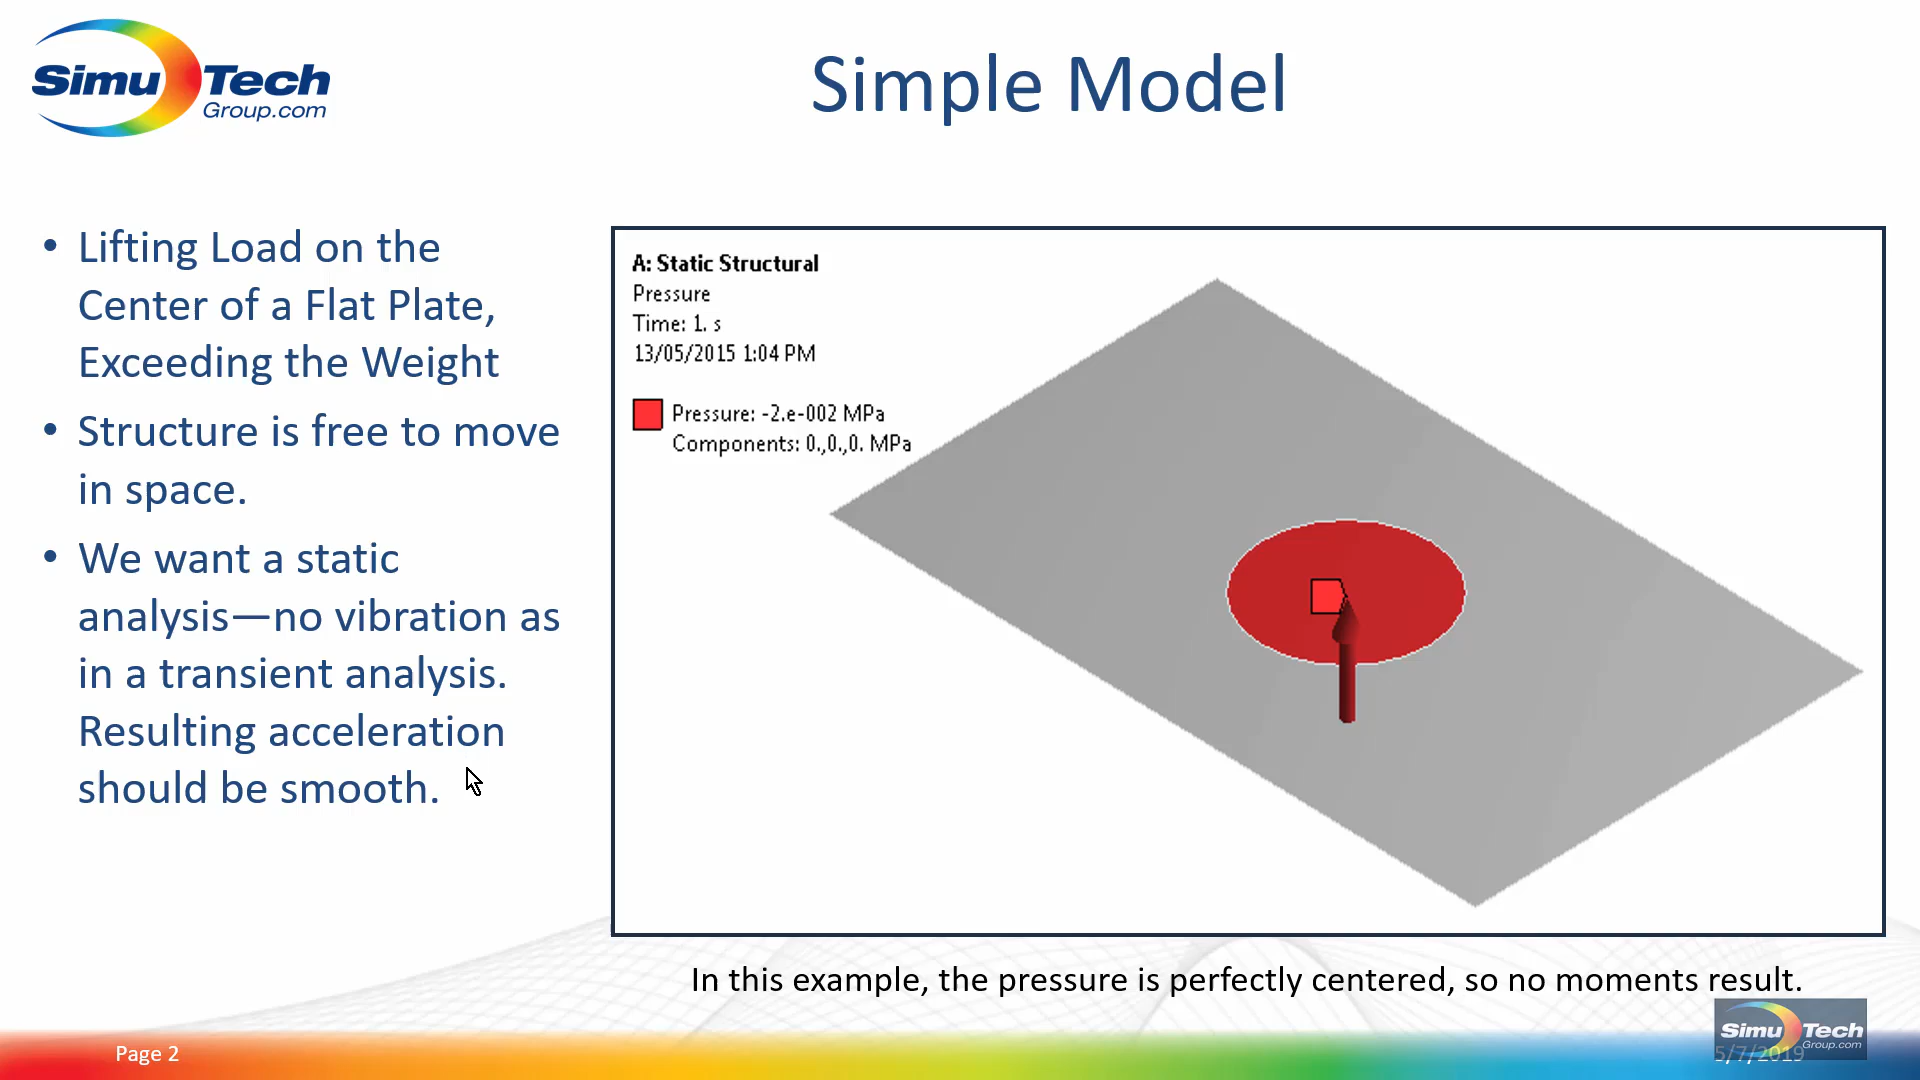 Simu Tech
Group.com
Simple Model
• Lifting Load on the
Center of a Flat Plate,
Exceeding the Weight
• Structure is free to move
in space.
• We want a static
analysis—no vibration as
in a transient analysis.
Resulting acceleration
should be smooth.
A: Static Structural
Pressure
Time: 1. s
13/05/2015 1:04 PM
Pressure: -2.e-002 MPa
Components: 0.,0.,0. MPa
In this example, the pressure is perfectly centered, so no moments result.
Page 2
Simu Tech
Group.com
5/7/2019